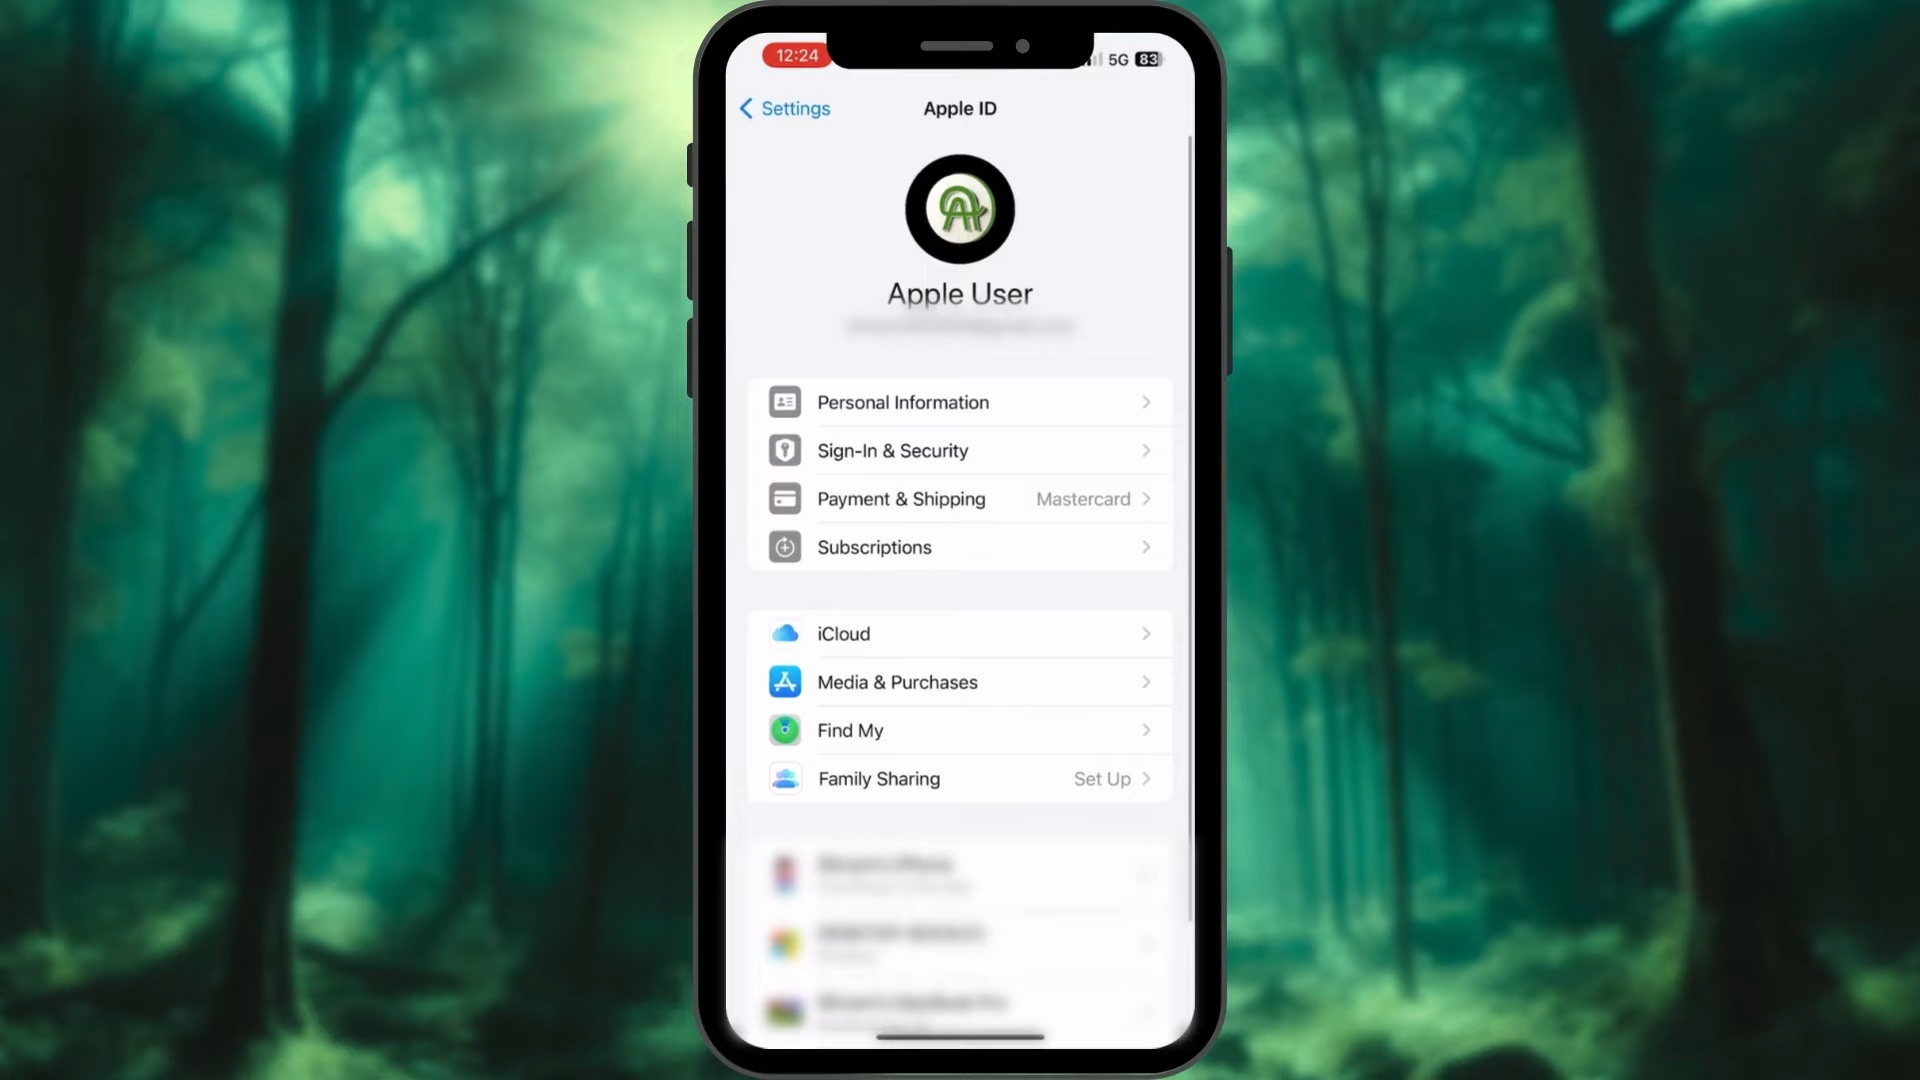 12:24
5G 83
Settings
Apple ID
Apple User
Personal Information
Sign-In & Security
Payment & Shipping Mastercard
Subscriptions
iCloud
Media & Purchases
Find My
Family Sharing Set Up